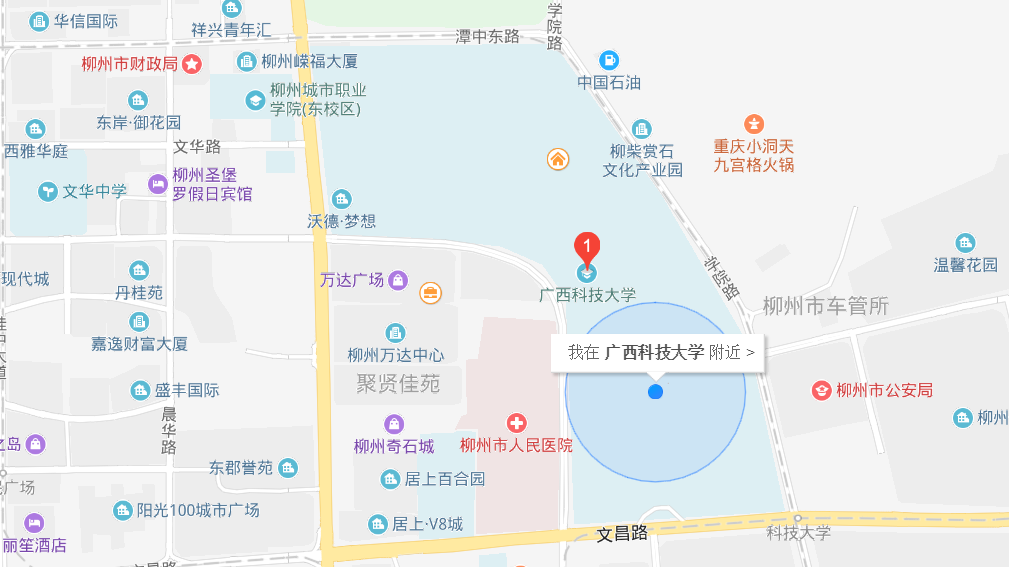 华信国际
祥兴青年汇
学院路
潭中东路
柳州市财政局
柳州嵘福大厦
中国石油
柳州城市职业
学院(东校区)
东岸·御花园
西雅华庭
文华路
柳柴赏石
文化产业园
重庆小洞天
九宫格火锅
文华中学
柳州圣堡
罗假日宾馆
沃德·梦想
1
现代城
丹桂苑
万达广场
广西科技大学
学院路
温馨花园
柳州市车管所
嘉逸财富大厦
柳州万达中心
我在 广西科技大学 附近 >
聚贤佳苑
盛丰国际
柳州市公安局
晨华路
柳州
之岛
柳州奇石城
柳州市人民医院
东郡誉苑
居上百合园
广场
阳光100城市广场
居上·V8城
文昌路
科技大学
丽笙酒店
文昌路